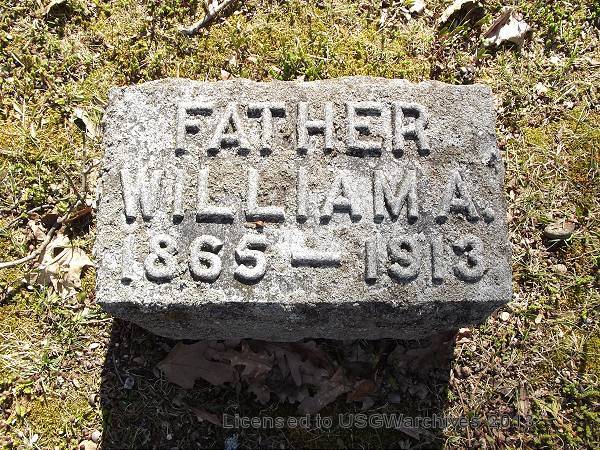 FATHER
WILLIAM A.
1865 — 1913
Licensed to USGWarchives